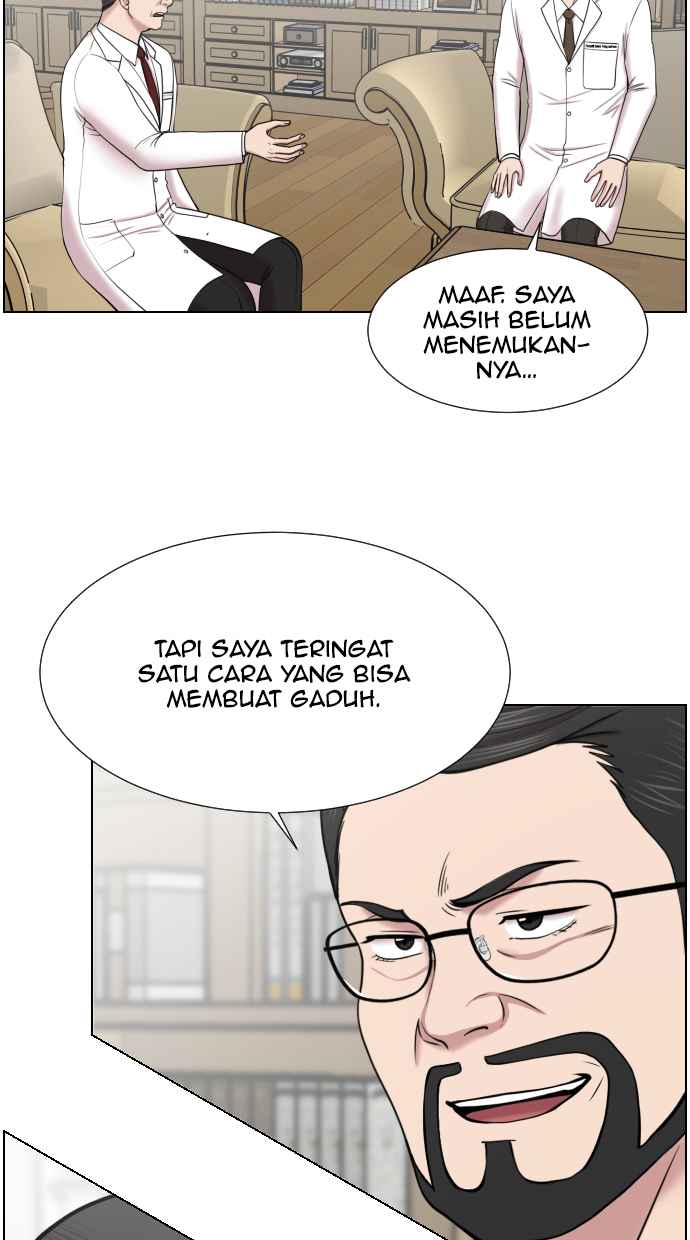 MAAF. SAYA
MASIH BELUM
MENEMUKAN-
NYA...
TAPI SAYA TERINGAT
SATU CARA YANG BISA
MEMBUAT GADUH.